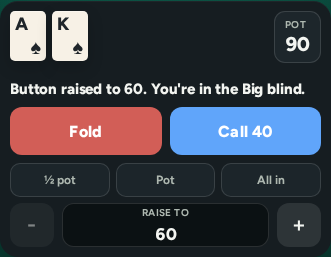 A
K
POT
90
Button raised to 60. You're in the Big blind.
Fold
Call 40
½ pot
Pot
All in
-
RAISE TO
60
+